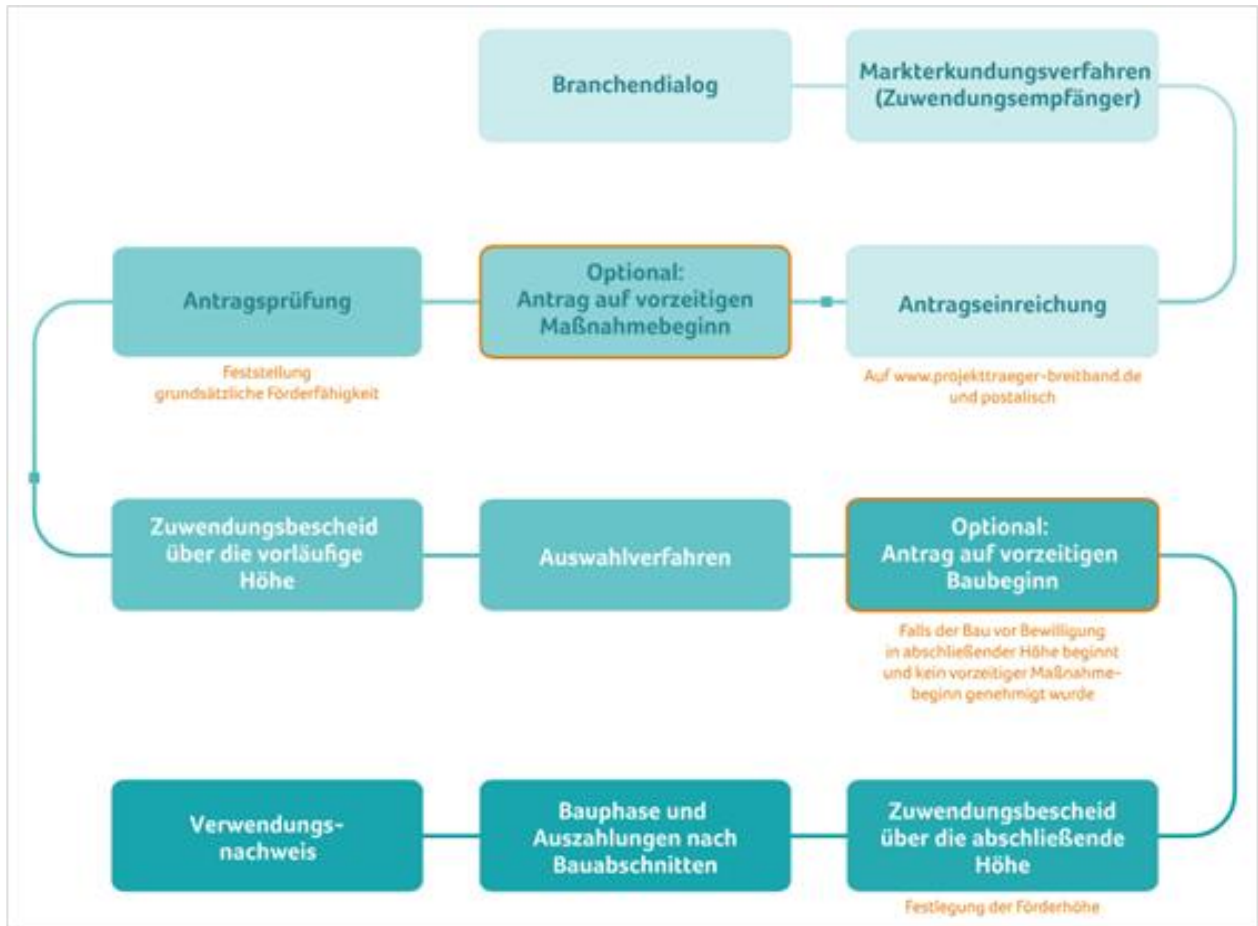 Branchendialog
Markterkundungsverfahren
(Zuwendungsempfänger)
Antragsprüfung
Feststellung
grundsätzliche Förderfähigkeit
Optional:
Antrag auf vorzeitigen
Maßnahmebeginn
Antragseinreichung
Auf www.projekttraeger-breitband.de
und postalisch
Zuwendungsbescheid
über die vorläufige
Höhe
Auswahlverfahren
Optional:
Antrag auf vorzeitigen
Baubeginn
Falls der Bau vor Bewilligung
in abschließender Höhe beginnt
und kein vorzeitiger Maßnahme-
beginn genehmigt wurde
Verwendungs-
nachweis
Bauphase und
Auszahlungen nach
Bauabschnitten
Zuwendungsbescheid
über die abschließende
Höhe
Festlegung der Förderhöhe